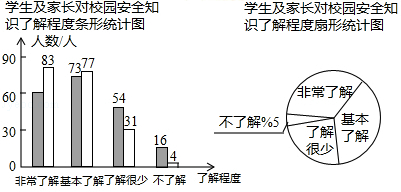 学生及家长对校园安全知
识了解程度条形统计图
人数/人
90
60
30
0
83
73
77
54
31
16
4
非常了解
基本了解
了解很少
不了解
了解程度
学生及家长对校园安全知
识了解程度扇形统计图
非常了解
基本
了解
了解
很少
不了解%5